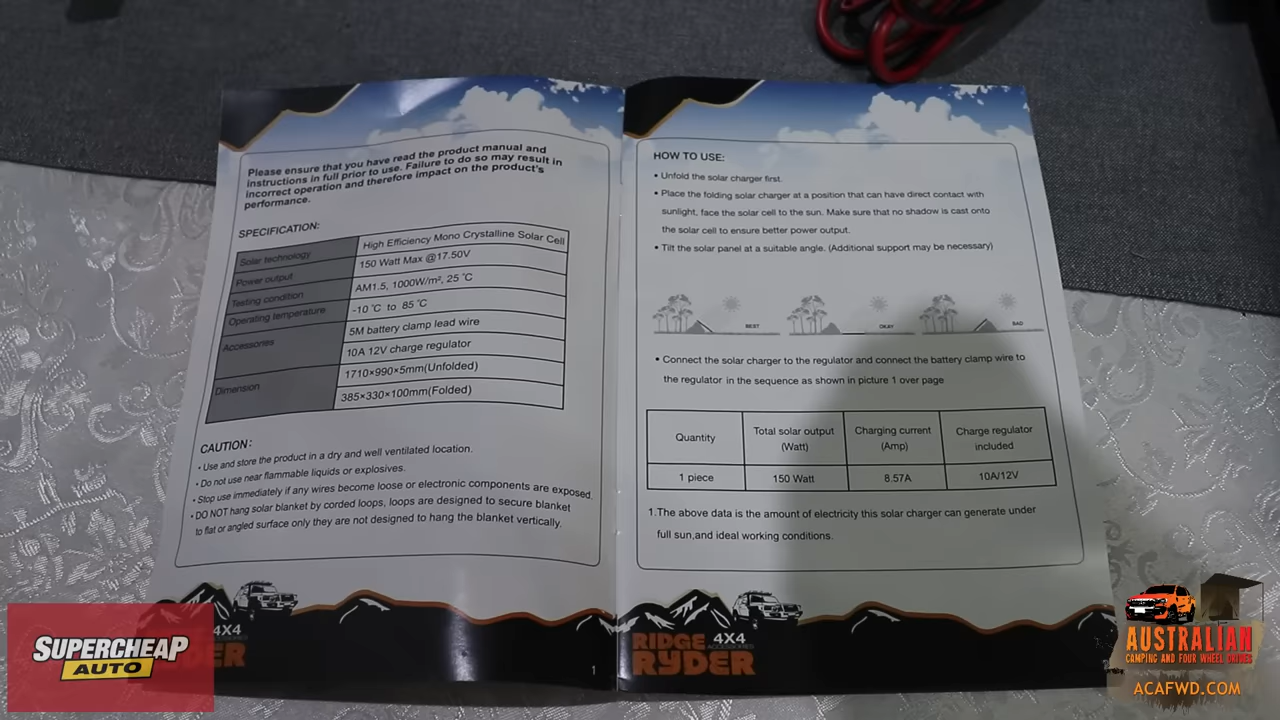 Please ensure that you have read the product manual and
instructions in full prior to use. Failure to do so may result in
incorrect operation and therefore impact on the product's
performance.
SPECIFICATION:
Solar technology High Efficiency Mono Crystalline Solar Cell
Power output 150 Watt Max @17.50V
Testing condition AM1.5, 1000W/m², 25 ℃
Operating temperature -10 ℃ to 85 ℃
Accessories 5M battery clamp lead wire
10A 12V charge regulator
Dimension 1710×990×5mm(Unfolded)
385×330×100mm(Folded)
CAUTION:
• Use and store the product in a dry and well ventilated location.
• Do not use near flammable liquids or explosives.
• Stop use immediately if any wires become loose or electronic components are exposed.
• DO NOT hang solar blanket by corded loops, loops are designed to secure blanket
to flat or angled surface only they are not designed to hang the blanket vertically.
4X4
DER
1
HOW TO USE:
• Unfold the solar charger first.
• Place the folding solar charger at a position that can have direct contact with
sunlight, face the solar cell to the sun. Make sure that no shadow is cast onto
the solar cell to ensure better power output.
• Tilt the solar panel at a suitable angle. (Additional support may be necessary)
BEST OKAY BAD
• Connect the solar charger to the regulator and connect the battery clamp wire to
the regulator in the sequence as shown in picture 1 over page
Quantity Total solar output (Watt) Charging current (Amp) Charge regulator included
1 piece 150 Watt 8.57A 10A/12V
1.The above data is the amount of electricity this solar charger can generate under
full sun,and ideal working conditions.
RIDGE 4X4
ACCESSORIES
RYDER
SUPERCHEAP
AUTO
AUSTRALIAN
CAMPING AND FOUR WHEEL DRIVES
ACAFWD.COM